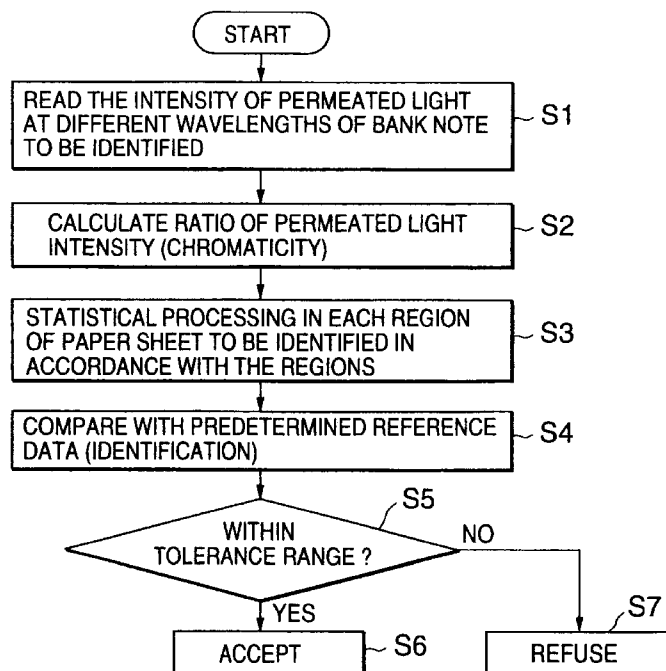 START
READ THE INTENSITY OF PERMEATED LIGHT
AT DIFFERENT WAVELENGTHS OF BANK NOTE
TO BE IDENTIFIED
S1
CALCULATE RATIO OF PERMEATED LIGHT
INTENSITY (CHROMATICITY)
S2
STATISTICAL PROCESSING IN EACH REGION
OF PAPER SHEET TO BE IDENTIFIED IN
ACCORDANCE WITH THE REGIONS
S3
COMPARE WITH PREDETERMINED REFERENCE
DATA (IDENTIFICATION)
S4
S5
WITHIN
TOLERANCE RANGE ?
NO
YES
ACCEPT
S6
S7
REFUSE